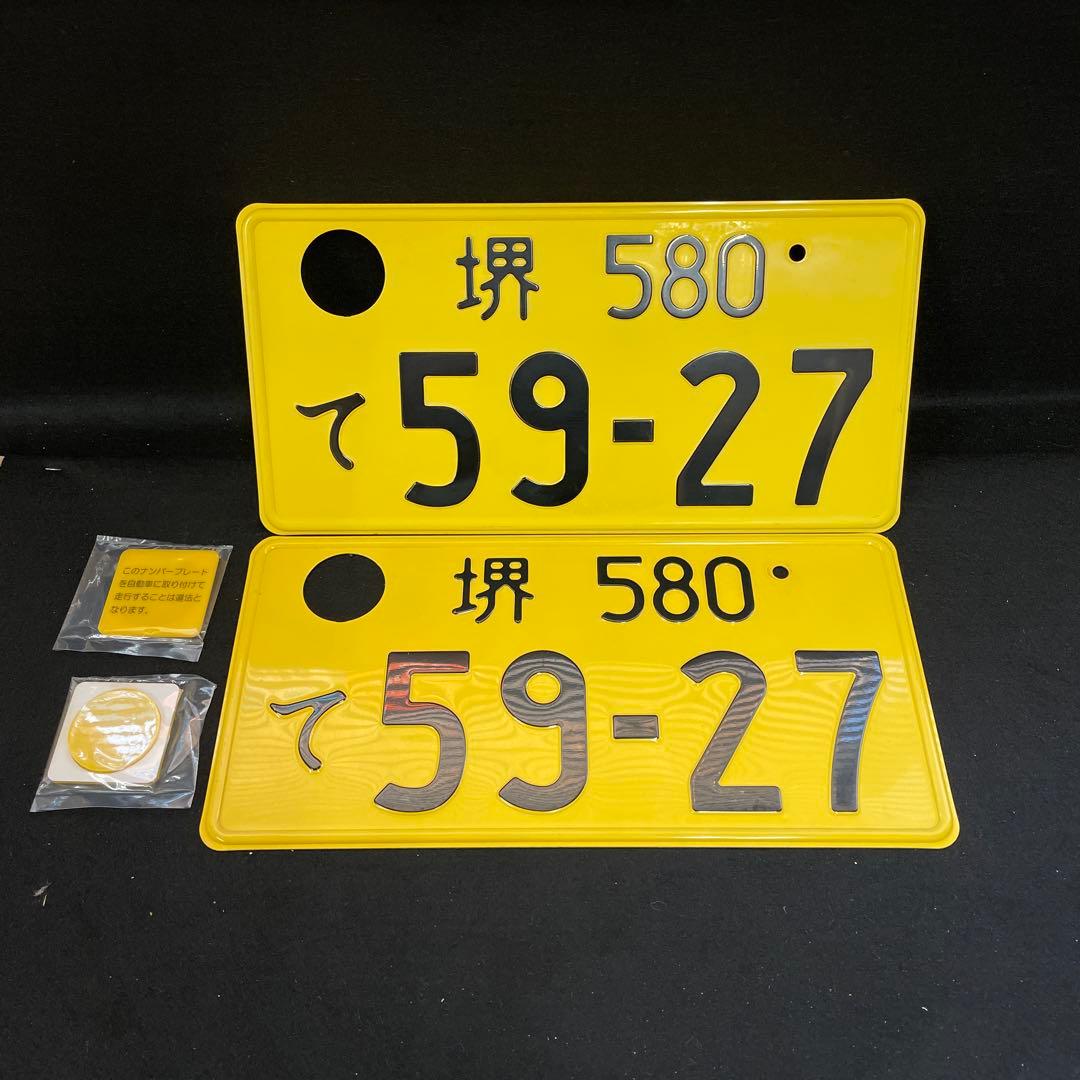 堺 580
て 59-27
堺 580
て 59-27
このナンバープレート
を自動車に取り付けて
走行することは違法と
なります。